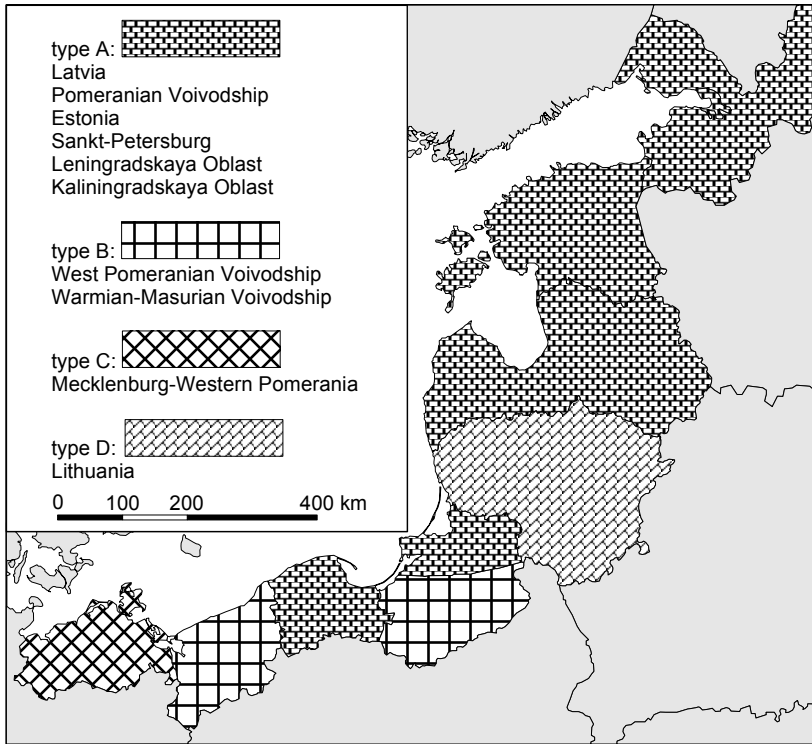 type A:
Latvia
Pomeranian Voivodship
Estonia
Sankt-Petersburg
Leningradskaya Oblast
Kaliningradskaya Oblast
type B:
West Pomeranian Voivodship
Warmian-Masurian Voivodship
type C:
Mecklenburg-Western Pomerania
type D:
Lithuania
0 100 200 400 km